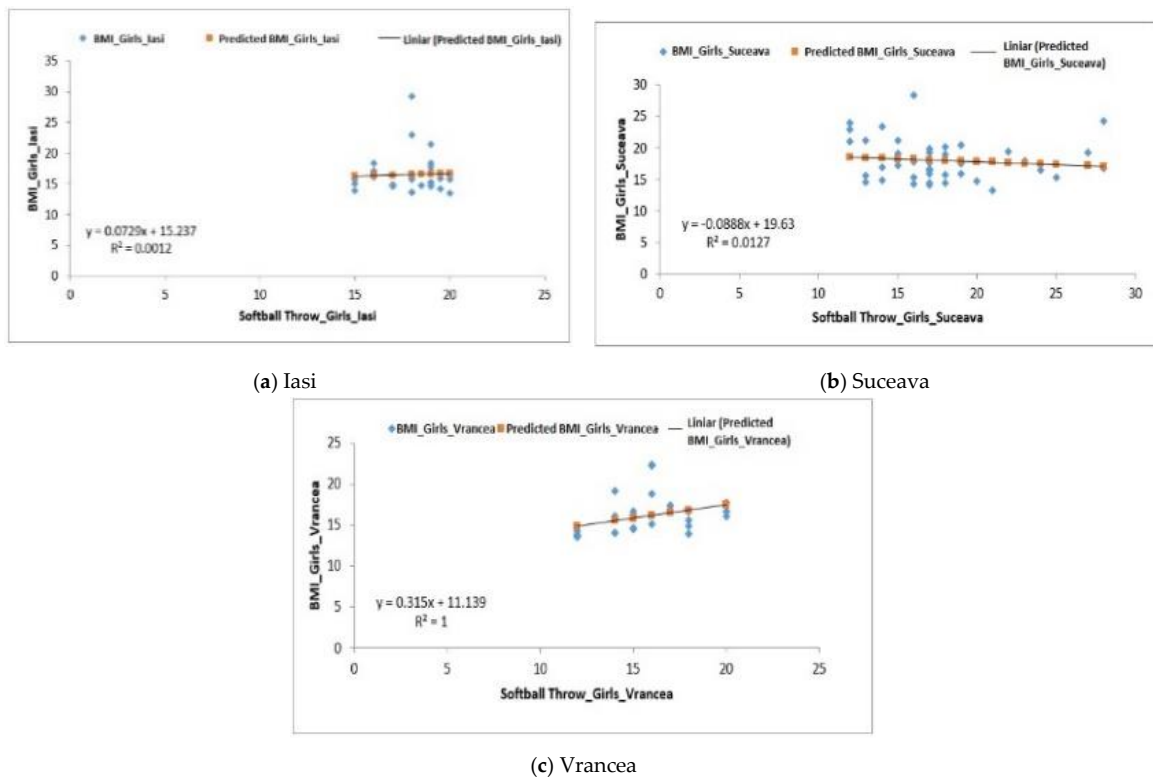 BMI_Girls_Iasi Predicted BMI_Girls_Iasi Liniar (Predicted BMI_Girls_Iasi)
35
30
25
20
15
10
5
0
BMI_Girls_Iasi
y = 0.0729x + 15.237
R² = 0.0012
0 5 10 15 20 25
Softball Throw_Girls_Iasi
(a) Iasi
BMI_Girls_Suceava Predicted BMI_Girls_Suceava Liniar (Predicted
BMI_Girls_Suceava)
30
25
20
15
10
5
0
BMI_Girls_Suceava
y = -0.0888x + 19.63
R² = 0.0127
0 5 10 15 20 25 30
Softball Throw_Girls_Suceava
(b) Suceava
BMI_Girls_Vrancea Predicted BMI_Girls_Vrancea Liniar (Predicted
BMI_Girls_Vrancea)
25
20
15
10
5
0
BMI_Girls_Vrancea
y = 0.315x + 11.139
R² = 1
0 5 10 15 20 25
Softball Throw_Girls_Vrancea
(c) Vrancea